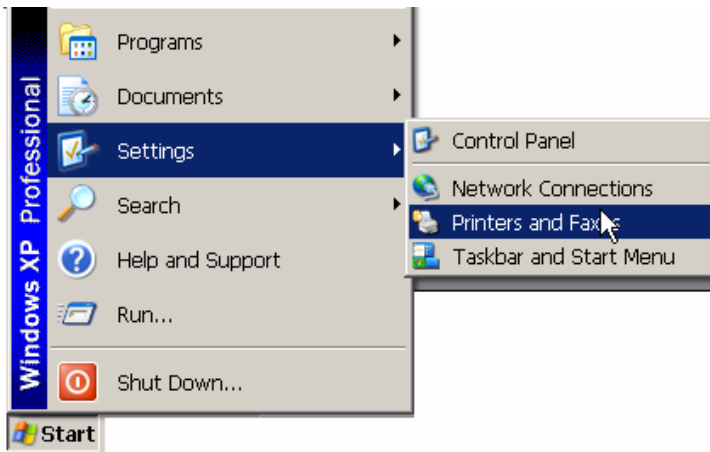 Windows XP Professional
Programs
Documents
Settings
Search
Help and Support
Run...
Shut Down...
Control Panel
Network Connections
Printers and Faxes
Taskbar and Start Menu
Start